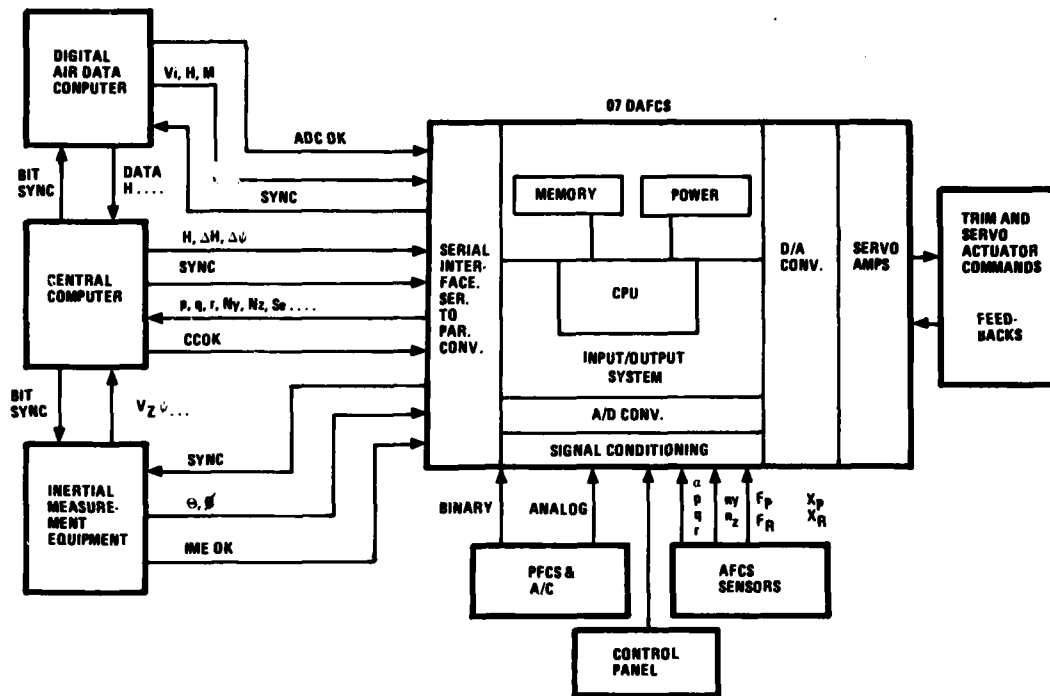 DIGITAL
AIR DATA
COMPUTER
Vi, H, M
ADC OK
SYNC
BIT
SYNC
DATA
H ....
CENTRAL
COMPUTER
H, ΔH, Δψ
SYNC
p, q, r, Ny, Nz, Se ....
CCOK
BIT
SYNC
VZ ψ ...
INERTIAL
MEASURE-
MENT
EQUIPMENT
SYNC
Θ, Ø
IME OK
07 DAFCS
SERIAL
INTER-
FACE.
SER.
TO
PAR.
CONV.
MEMORY
POWER
CPU
INPUT/OUTPUT
SYSTEM
A/D CONV.
SIGNAL CONDITIONING
D/A
CONV.
SERVO
AMPS
TRIM AND
SERVO
ACTUATOR
COMMANDS
FEED-
BACKS
BINARY
ANALOG
α
p
q
r
ny
nz
FP
FR
XP
XR
PFCS &
A/C
AFCS
SENSORS
CONTROL
PANEL